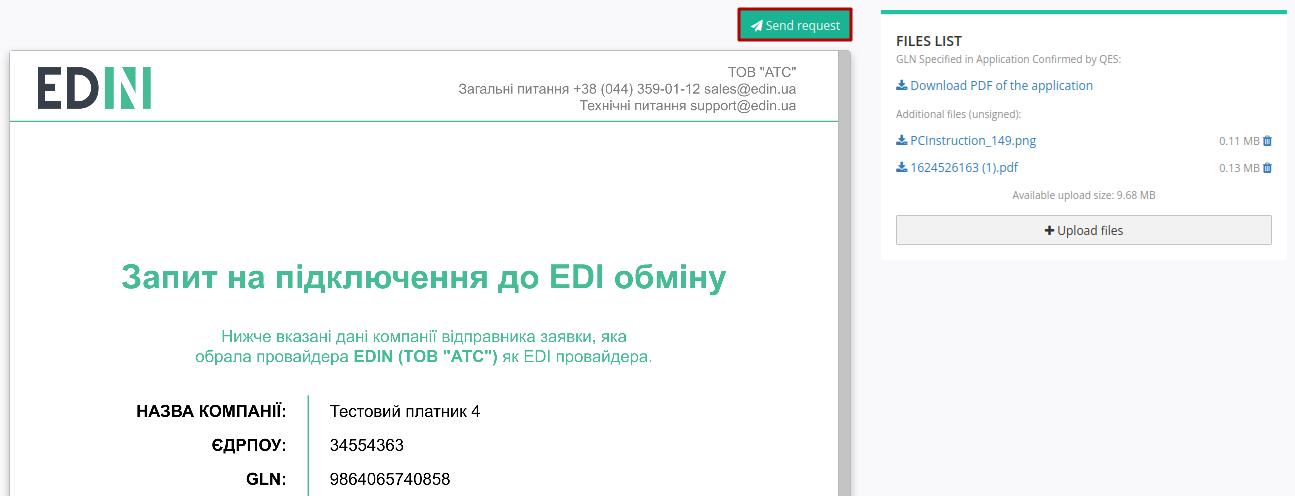 Send request
EDIN
ТОВ "АТС"
Загальні питання +38 (044) 359-01-12 sales@edin.ua
Технічні питання support@edin.ua
Запит на підключення до EDI обміну
Нижче вказані дані компанії відправника заявки, яка
обрала провайдера EDIN (ТОВ "АТС") як EDI провайдера.
НАЗВА КОМПАНІЇ: Тестовий платник 4
ЄДРПОУ: 34554363
GLN: 9864065740858
FILES LIST
GLN Specified in Application Confirmed by QES:
Download PDF of the application
Additional files (unsigned):
PCInstruction_149.png 0.11 MB
1624526163 (1).pdf 0.13 MB
Available upload size: 9.68 MB
Upload files